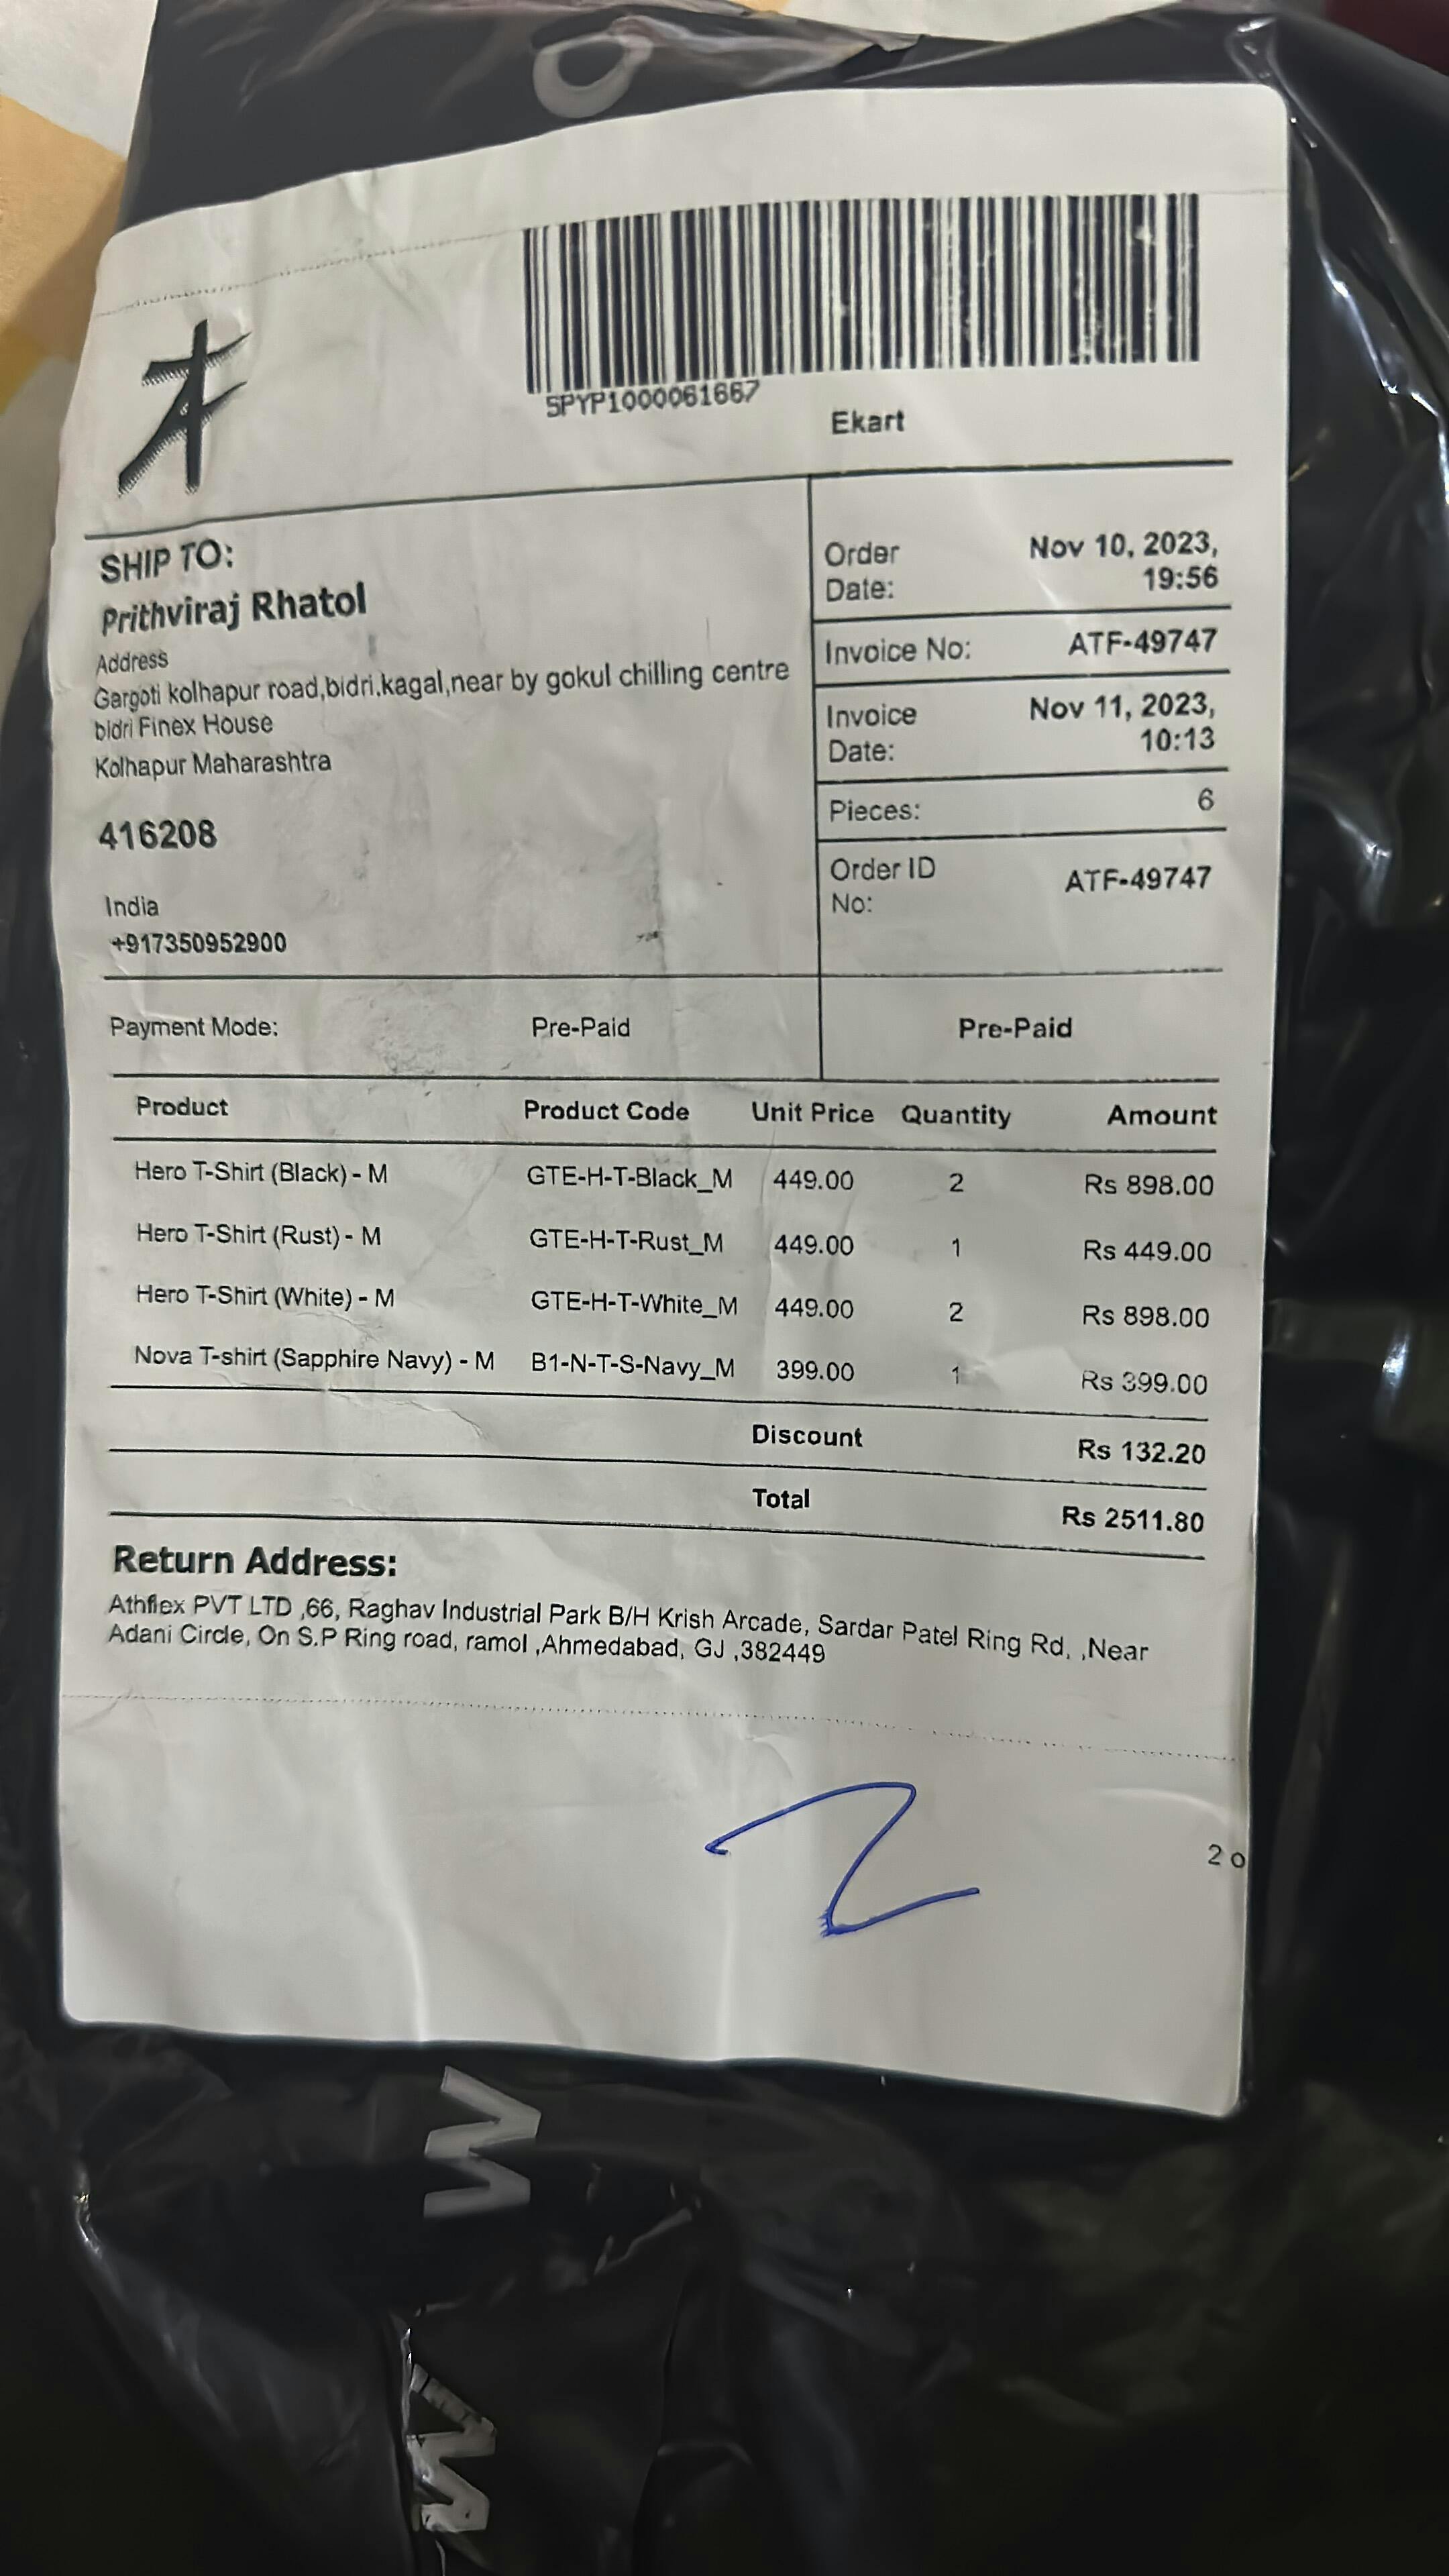 SPYP1000061667
Ekart
SHIP TO:
Prithviraj Rhatol
Address
Gargoti kolhapur road,bidri,kagal,near by gokul chilling centre
bidri Finex House
Kolhapur Maharashtra
416208
India
+917350952900
Order Date: Nov 10, 2023, 19:56
Invoice No: ATF-49747
Invoice Date: Nov 11, 2023, 10:13
Pieces: 6
Order ID No: ATF-49747
Payment Mode: Pre-Paid Pre-Paid
Product Product Code Unit Price Quantity Amount
Hero T-Shirt (Black) - M GTE-H-T-Black_M 449.00 2 Rs 898.00
Hero T-Shirt (Rust) - M GTE-H-T-Rust_M 449.00 1 Rs 449.00
Hero T-Shirt (White) - M GTE-H-T-White_M 449.00 2 Rs 898.00
Nova T-shirt (Sapphire Navy) - M B1-N-T-S-Navy_M 399.00 1 Rs 399.00
Discount Rs 132.20
Total Rs 2511.80
Return Address:
Athflex PVT LTD ,66, Raghav Industrial Park B/H Krish Arcade, Sardar Patel Ring Rd, ,Near
Adani Circle, On S.P Ring road, ramol ,Ahmedabad, GJ ,382449
2
2 o